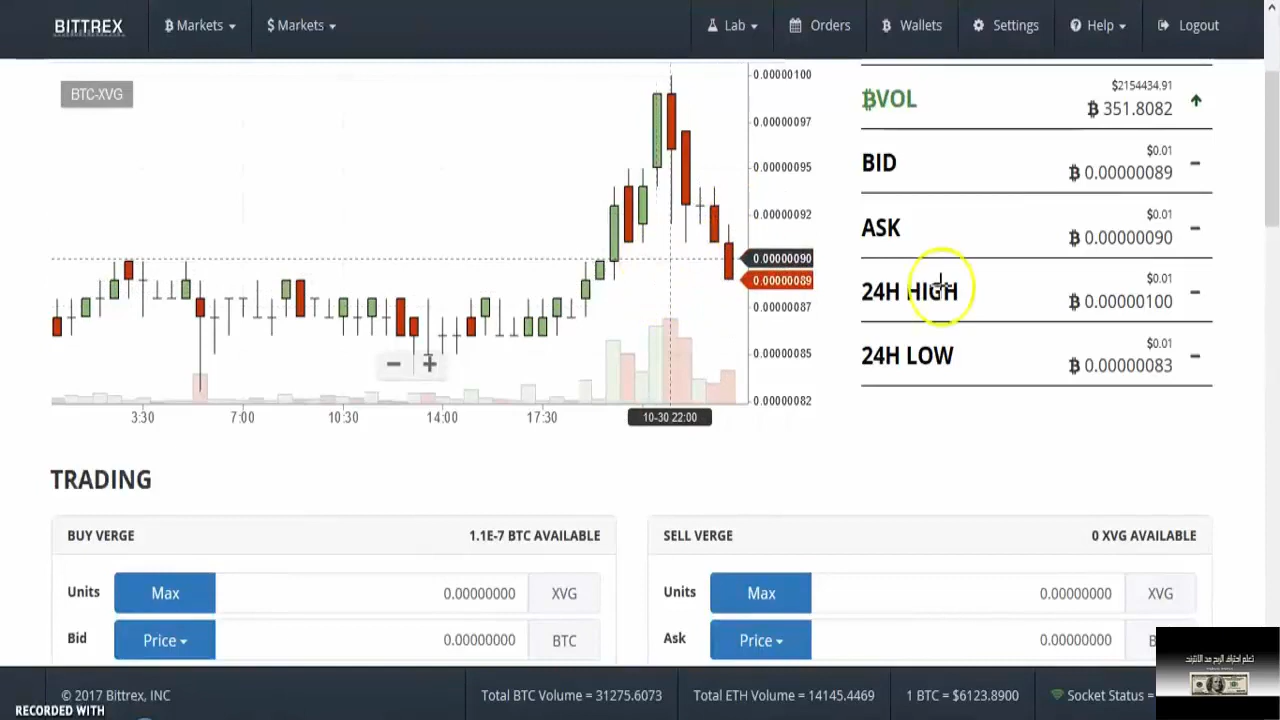 BITTREX
Ƀ Markets
$ Markets
Lab
Orders
Ƀ Wallets
Settings
Help
Logout
BTC-XVG
0.00000100
0.00000097
0.00000095
0.00000092
0.00000090
0.00000089
0.00000087
0.00000085
0.00000082
3:30
7:00
10:30
14:00
17:30
10-30 22:00
ɃVOL
$2154434.91
Ƀ 351.8082
BID
$0.01
Ƀ 0.00000089
ASK
$0.01
Ƀ 0.00000090
24H HIGH
$0.01
Ƀ 0.00000100
24H LOW
$0.01
Ƀ 0.00000083
TRADING
BUY VERGE
1.1E-7 BTC AVAILABLE
Units
Max
0.00000000
XVG
Bid
Price
0.00000000
BTC
SELL VERGE
0 XVG AVAILABLE
Units
Max
0.00000000
XVG
Ask
Price
0.00000000
© 2017 Bittrex, INC
Total BTC Volume = 31275.6073
Total ETH Volume = 14145.4469
1 BTC = $6123.8900
Socket Status =
RECORDED WITH
تعلم احتراف الربح من الانترنت